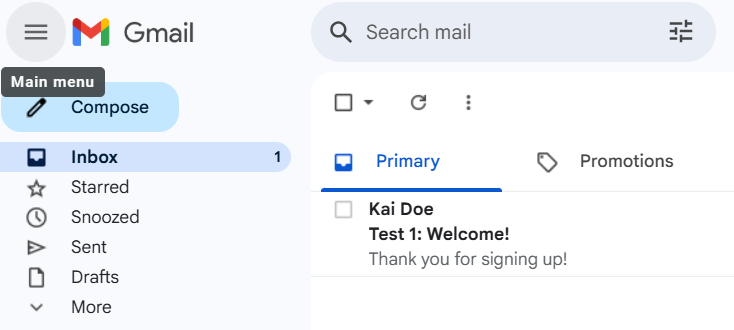 Gmail
Search mail
Main menu
Compose
Inbox 1
Starred
Snoozed
Sent
Drafts
More
Primary
Promotions
Kai Doe
Test 1: Welcome!
Thank you for signing up!